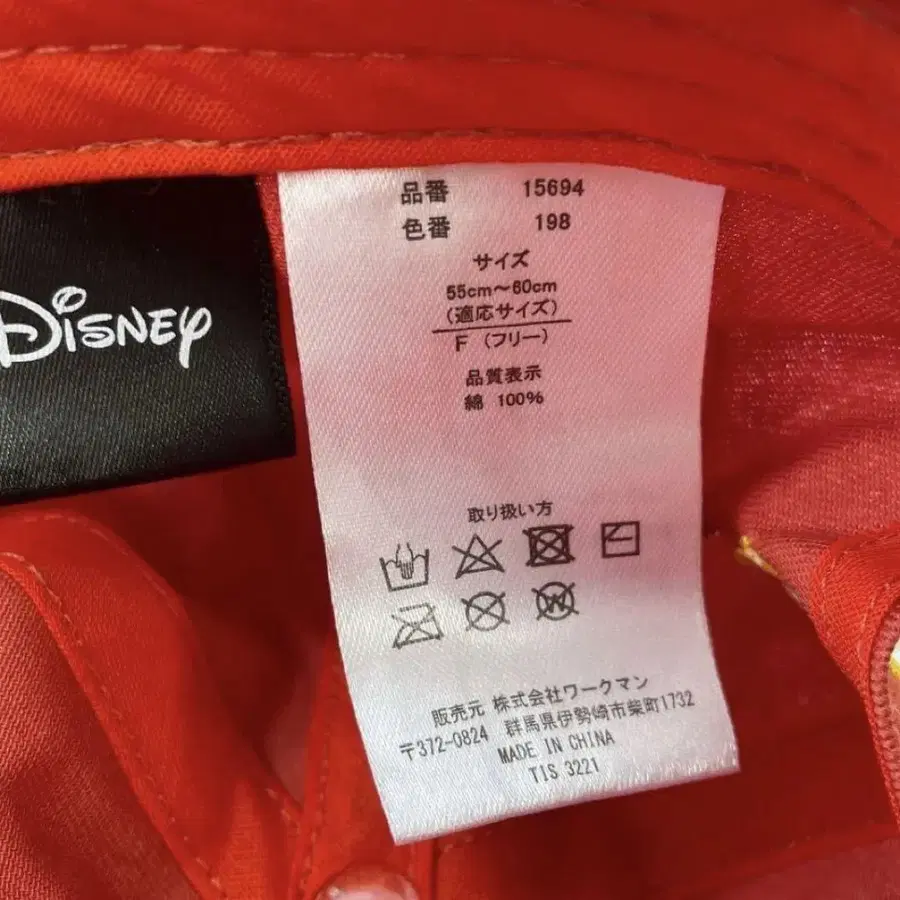 Disney
品番 15694
色番 198
サイズ
55cm～60cm
(適応サイズ)
F (フリー)
品質表示
綿 100%
取り扱い方
W
販売元 株式会社ワークマン
〒372-0824 群馬県伊勢崎市柴町1732
MADE IN CHINA
TIS 3221